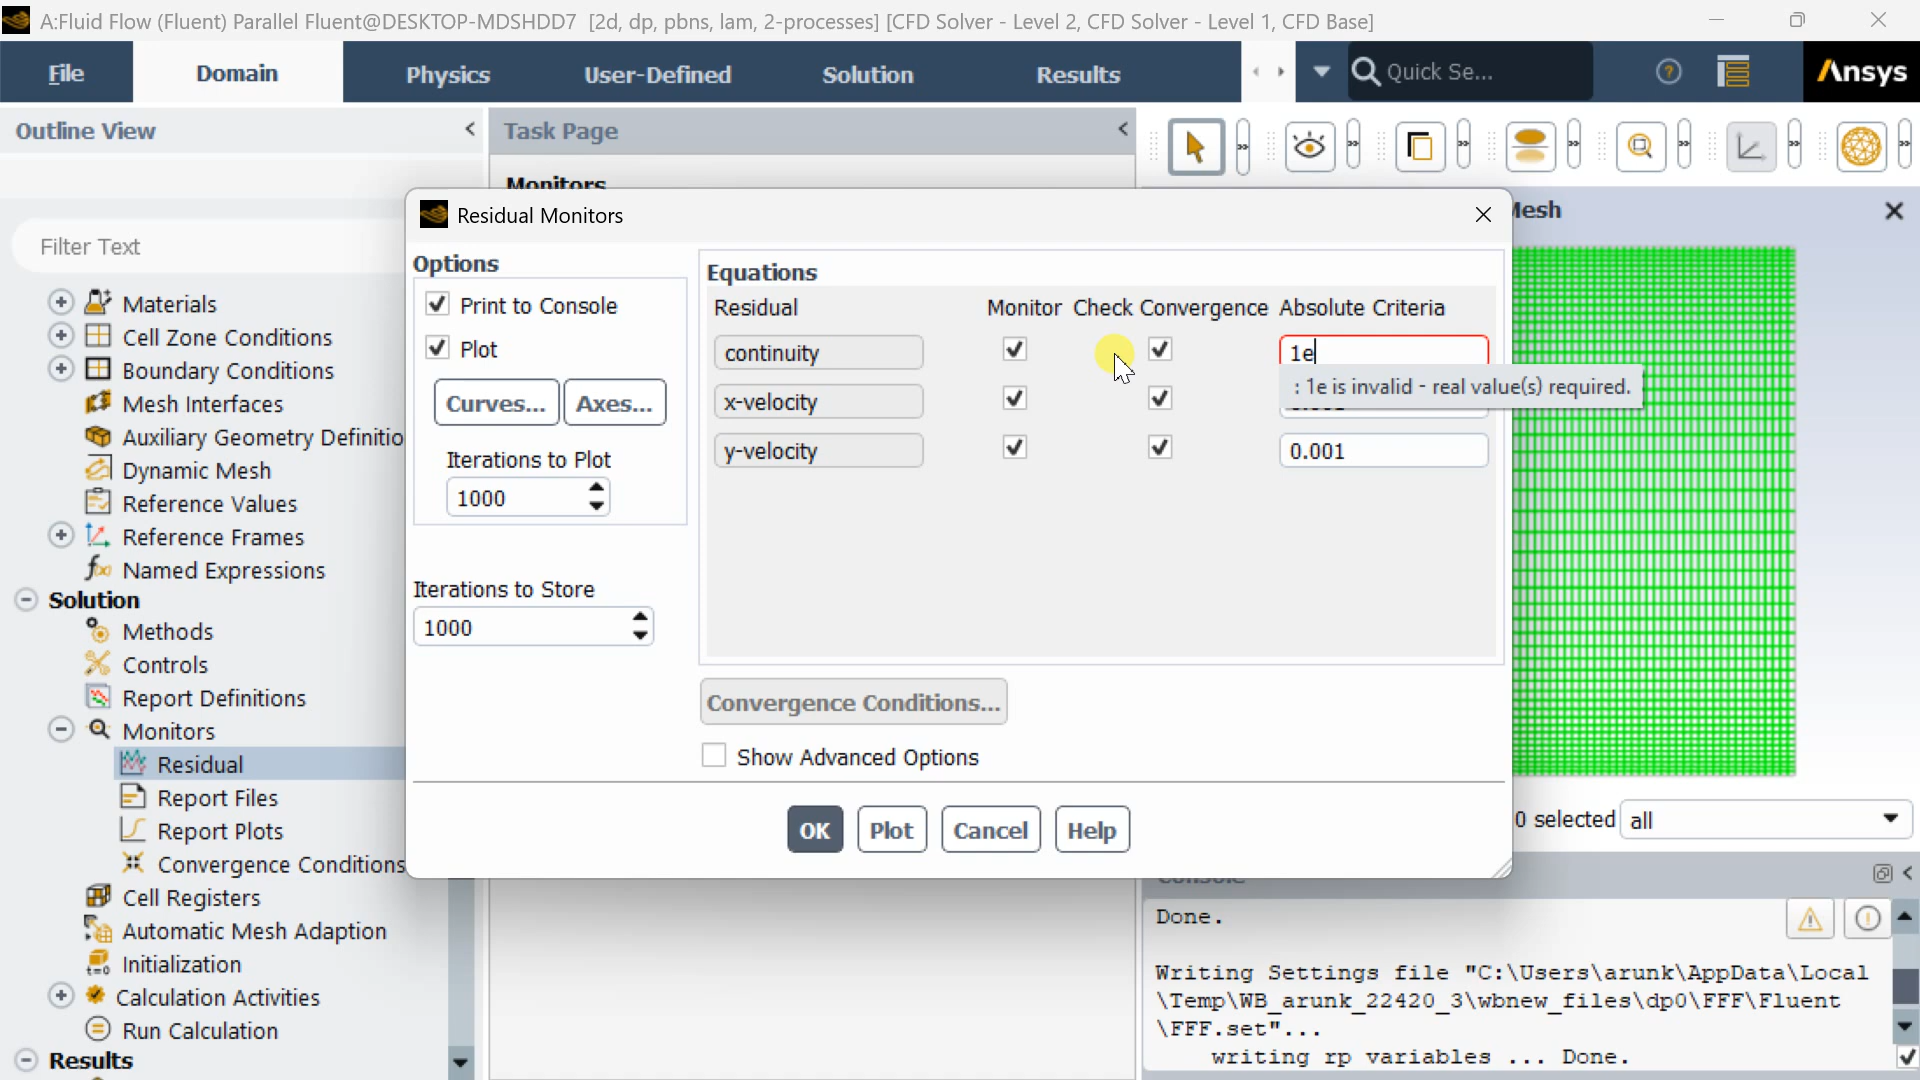 A:Fluid Flow (Fluent) Parallel Fluent@DESKTOP-MDSHDD7 [2d, dp, pbns, lam, 2-processes] [CFD Solver - Level 2, CFD Solver - Level 1, CFD Base]
File Domain Physics User-Defined Solution Results Quick Se... Ansys
Outline View
Task Page
Monitors
Filter Text
Materials
Cell Zone Conditions
Boundary Conditions
Mesh Interfaces
Auxiliary Geometry Definitio
Dynamic Mesh
Reference Values
Reference Frames
Named Expressions
Solution
Methods
Controls
Report Definitions
Monitors
Residual
Report Files
Report Plots
Convergence Conditions
Cell Registers
Automatic Mesh Adaption
Initialization
Calculation Activities
Run Calculation
Results
Residual Monitors
Options
Print to Console
Plot
Curves... Axes...
Iterations to Plot
1000
Iterations to Store
1000
Equations
Residual Monitor Check Convergence Absolute Criteria
continuity 1e
: 1e is invalid - real value(s) required.
x-velocity
y-velocity 0.001
Convergence Conditions...
Show Advanced Options
OK Plot Cancel Help
Mesh
0 selected all
Done.
Writing Settings file "C:\Users\arunk\AppData\Local
\Temp\WB_arunk_22420_3\wbnew_files\dp0\FFF\Fluent
\FFF.set"...
writing rp variables ... Done.